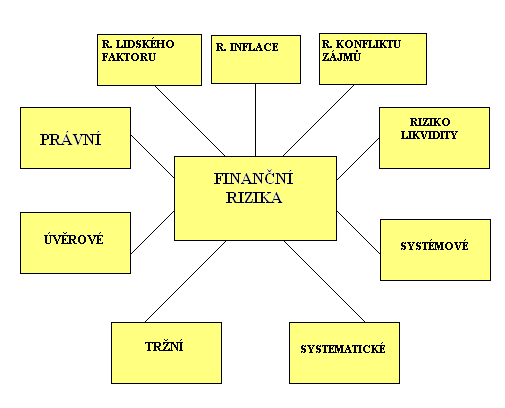 R. LIDSKÉHO
FAKTORU
R. INFLACE
R. KONFLIKTU
ZÁJMŮ
PRÁVNÍ
RIZIKO
LIKVIDITY
FINANČNÍ
RIZIKA
ÚVĚROVÉ
SYSTÉMOVÉ
TRŽNÍ
SYSTEMATICKÉ